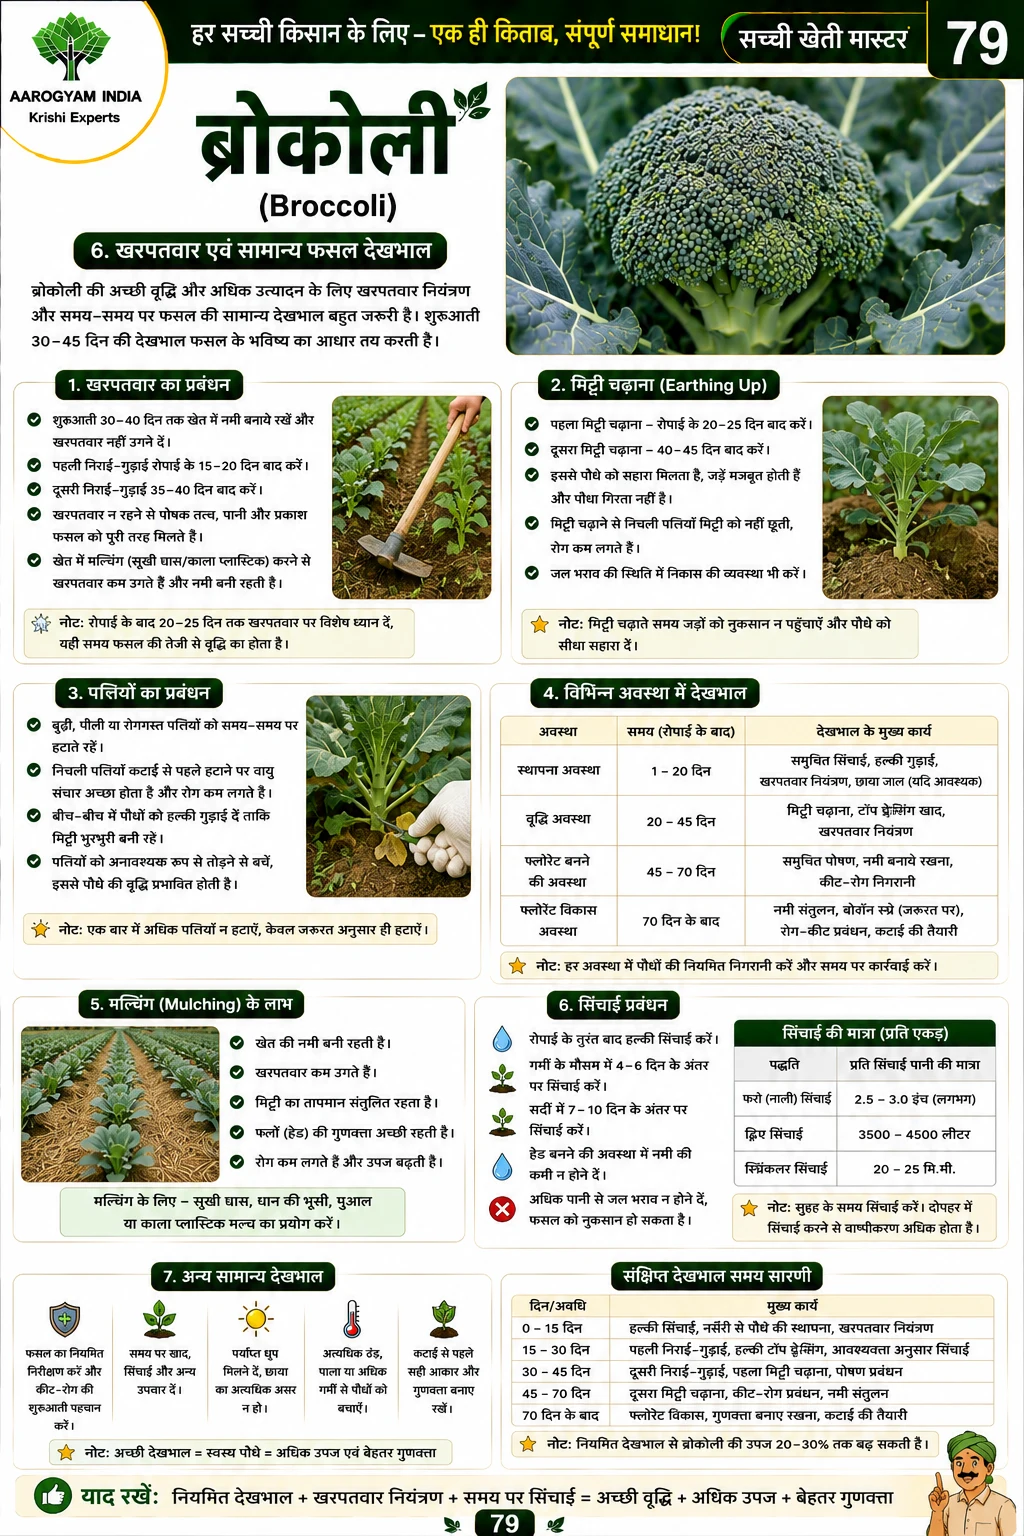 AAROGYAM INDIA
Krishi Experts
हर सच्ची किसान के लिए – एक ही किताब, संपूर्ण समाधान!
सच्ची खेती मास्टर
79
ब्रोकोली
(Broccoli)
6. खरपतवार एवं सामान्य फसल देखभाल
ब्रोकोली की अच्छी वृद्धि और अधिक उत्पादन के लिए खरपतवार नियंत्रण
और समय-समय पर फसल की सामान्य देखभाल बहुत जरूरी है। शुरुआती
30-45 दिन की देखभाल फसल के भविष्य का आधार तय करती है।
1. खरपतवार का प्रबंधन
शुरुआती 30-40 दिन तक खेत में नमी बनाये रखें और
खरपतवार नहीं उगने दें।
पहली निराई-गुड़ाई रोपाई के 15-20 दिन बाद करें।
दूसरी निराई-गुड़ाई 35-40 दिन बाद करें।
खरपतवार न रहने से पोषक तत्व, पानी और प्रकाश
फसल को पुरी तरह मिलते हैं।
खेत में मल्चिंग (सूखी घास/काला प्लास्टिक) करने से
खरपतवार कम उगते हैं और नमी बनी रहती है।
नोट: रोपाई के बाद 20-25 दिन तक खरपतवार पर विशेष ध्यान दें,
यही समय फसल की तेजी से वृद्धि का होता है।
2. मिट्टी चढ़ाना (Earthing Up)
पहला मिट्टी चढ़ाना – रोपाई के 20-25 दिन बाद करें।
दूसरा मिट्टी चढ़ाना – 40-45 दिन बाद करें।
इससे पौधे को सहारा मिलता है, जड़ें मजबूत होती हैं
और पौधा गिरता नहीं है।
मिट्टी चढ़ाने से निचली पत्तियाँ मिट्टी को नहीं छूती,
रोग कम लगते हैं।
जल भराव की स्थिति में निकास की व्यवस्था भी करें।
नोट: मिट्टी चढ़ाते समय जड़ों को नुकसान न पहुँचाएँ और पौधे को
सीधा सहारा दें।
3. पत्तियों का प्रबंधन
बुढ़ी, पीली या रोगग्रस्त पत्तियों को समय-समय पर
हटाते रहें।
निचली पत्तियों कटाई से पहले हटाने पर वायु
संचार अच्छा होता है और रोग कम लगते है।
बीच-बीच में पौधों को हल्की गुड़ाई दें ताकि
मिट्टी भुरभुरी बनी रहें।
पत्तियों को अनावश्यक रूप से तोड़ने से बचें,
इससे पौधे की वृद्धि प्रभावित होती है।
नोट: एक बार में अधिक पत्तियाँ न हटाएँ, केवल जरूरत अनुसार ही हटाएँ।
4. विभिन्न अवस्था में देखभाल
अवस्था समय (रोपाई के बाद) देखभाल के मुख्य कार्य
स्थापना अवस्था 1 – 20 दिन समुचित सिंचाई, हल्की गुड़ाई,
खरपतवार नियंत्रण, छाया जाल (यदि आवश्यक)
वृद्धि अवस्था 20 – 45 दिन मिट्टी चढ़ाना, टॉप खाद,
खरपतवार नियंत्रण
फ्लोरेट बनने
की अवस्था 45 – 70 दिन समुचित पोषण, नमी बनाये रखना,
कीट-रोग निगरानी
फ्लोरेंट विकास
अवस्था 70 दिन के बाद नमी संतुलन, बोरॉन स्प्रे (जरूरत पर),
रोग-कीट प्रवंधन, कटाई की तैयारी
नोट: हर अवस्था में पौधों की नियमित निगरानी करें और समय पर कार्रवाई करें।
5. मल्चिंग (Mulching) के लाभ
खेत की नमी बनी रहती है।
खरपतवार कम उगते हैं।
मिट्टी का तापमान संतुलित रहता है।
फलों (हेड) की गुणवत्ता अच्छी रहती है।
रोग कम लगते हैं और उपज बढ़ती है।
मल्चिंग के लिए – सुखी घास, धान की भूसी, पुआल
या काला प्लास्टिक मल्च का प्रयोग करें।
6. सिंचाई प्रवंधन
रोपाई के तुरंत बाद हल्की सिंचाई करें।
गर्मी के मौसम में 4-6 दिन के अंतर
पर सिंचाई करें।
सर्दी में 7-10 दिन के अंतर पर
सिंचाई करें।
हेड बनने की अवस्था में नमी की
कमी न होने दें।
अधिक पानी से जल भराव न होने दें,
फसल को नुकसान हो सकता है।
सिंचाई की मात्रा (प्रति एकड़)
पद्धति प्रति सिंचाई पानी की मात्रा
फरो (नाली) सिंचाई 2.5 – 3.0 इंच (लगभग)
सिंचाई 3500 – 4500 लीटर
स्प्रिंकलर सिंचाई 20 – 25 मि.मी.
नोट: सुहह के समय सिंचाई करें। दोपहर में
सिंचाई करने से वाष्पीकरण अधिक होता है।
7. अन्य सामान्य देखभाल
फसल का नियमित
निरीक्षण करें और
कीट-रोग की
शुरुआती पहचान
करें।
समय पर खाद,
सिंचाई और अन्य
उपचार दें।
पर्याप्त धुप
मिलने दें, छाया
का अत्यधिक असर
न हो।
अत्यधिक ठंड,
पाला या अधिक
गर्मी से पौधों को
बचाएँ।
कटाई से पहले
सही आकार और
गुणवत्ता बनाए
रखें।
नोट: अच्छी देखभाल = स्वस्थ पौधे = अधिक उपज एवं बेहतर गुणवत्ता
संक्षिप्त देखभाल समय सारणी
दिन/अवधि मुख्य कार्य
0 – 15 दिन हल्की सिंचाई, नर्सरी से पौधे की स्थापना, खरपतवार नियंत्रण
15 – 30 दिन पहली निराई-गुड़ाई, हल्की टॉप ड्रेसिंग, आवश्यक्ता अनुसार सिंचाई
30 – 45 दिन दूसरी निराई-गुड़ाई, पहला मिट्टी चढ़ाना, पोषण प्रवंधन
45 – 70 दिन दूसरा मिट्टी चढ़ाना, कीट-रोग प्रवंधन, नमी संतुलन
70 दिन के बाद फ्लोरेट विकास, गुणवत्ता बनाए रखना, कटाई की तैयारी
नोट: नियमित देखभाल से ब्रोकोली की उपज 20-30% तक बढ़ सकती है।
याद रखें: नियमित देखभाल + खरपतवार नियंत्रण + समय पर सिंचाई = अच्छी वृद्धि + अधिक उपज + बेहतर गुणवत्ता
79